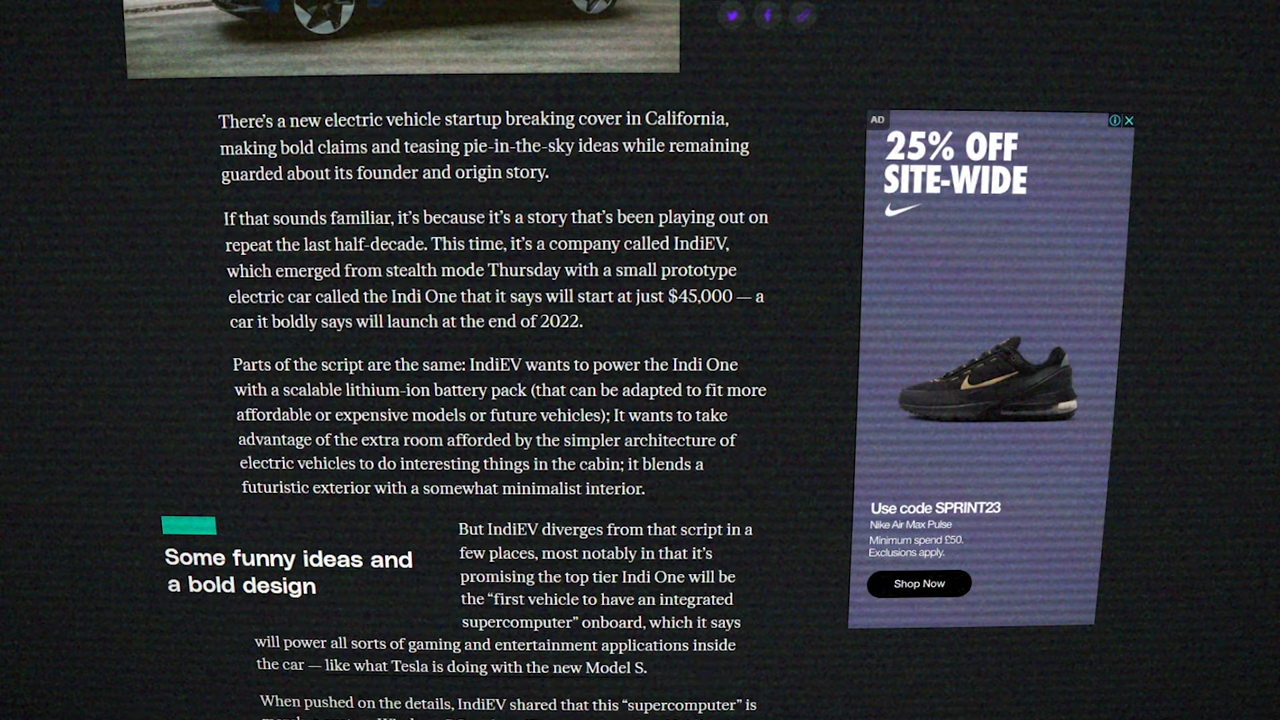 There's a new electric vehicle startup breaking cover in California,
making bold claims and teasing pie-in-the-sky ideas while remaining
guarded about its founder and origin story.
If that sounds familiar, it's because it's a story that's been playing out on
repeat the last half-decade. This time, it's a company called IndiEV,
which emerged from stealth mode Thursday with a small prototype
electric car called the Indi One that it says will start at just $45,000 — a
car it boldly says will launch at the end of 2022.
Parts of the script are the same: IndiEV wants to power the Indi One
with a scalable lithium-ion battery pack (that can be adapted to fit more
affordable or expensive models or future vehicles); It wants to take
advantage of the extra room afforded by the simpler architecture of
electric vehicles to do interesting things in the cabin; it blends a
futuristic exterior with a somewhat minimalist interior.
Some funny ideas and
a bold design
But IndiEV diverges from that script in a
few places, most notably in that it's
promising the top tier Indi One will be
the “first vehicle to have an integrated
supercomputer” onboard, which it says
will power all sorts of gaming and entertainment applications inside
the car — like what Tesla is doing with the new Model S.
When pushed on the details, IndiEV shared that this “supercomputer” is
AD
25% OFF
SITE-WIDE
Use code SPRINT23
Nike Air Max Pulse
Minimum spend £50.
Exclusions apply.
Shop Now